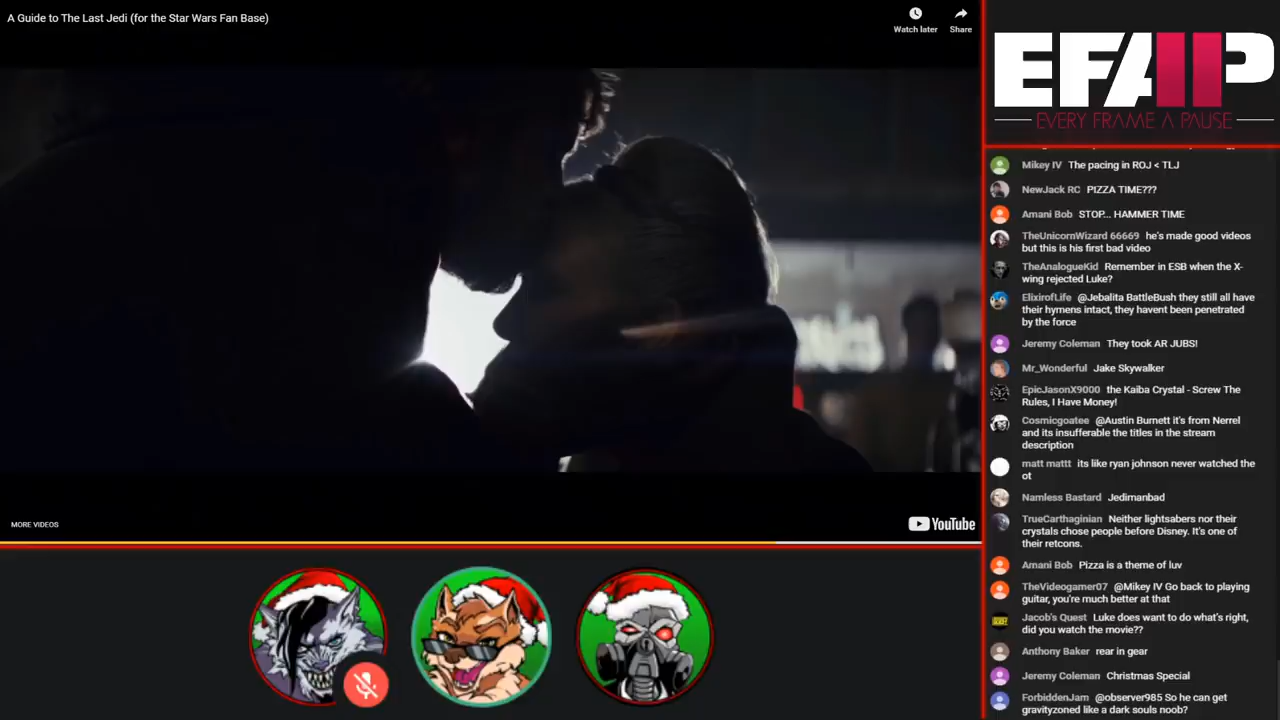 A Guide to The Last Jedi (for the Star Wars Fan Base)
Watch later
Share
MORE VIDEOS
YouTube
EFAP
EVERY FRAME A PAUSE
Mikey IV The pacing in ROJ < TLJ
NewJack RC PIZZA TIME???
Amani Bob STOP... HAMMER TIME
TheUnicornWizard 66669 he's made good videos
but this is his first bad video
TheAnalogueKid Remember in ESB when the X-
wing rejected Luke?
ElixirofLife @Jebalita BattleBush they still all have
their hymens intact, they havent been penetrated
by the force
Jeremy Coleman They took AR JUBS!
Mr_Wonderful Jake Skywalker
EpicJasonX9000 the Kaiba Crystal - Screw The
Rules, I Have Money!
Cosmicgoatee @Austin Burnett it's from Nerrel
and its insufferable the titles in the stream
description
matt mattt its like ryan johnson never watched the
ot
Namless Bastard Jedimanbad
TrueCarthaginian Neither lightsabers nor their
crystals chose people before Disney. It's one of
their retcons.
Amani Bob Pizza is a theme of luv
TheVideogamer07 @Mikey IV Go back to playing
guitar, you're much better at that
Jacob's Quest Luke does want to do what's right,
did you watch the movie??
Anthony Baker rear in gear
Jeremy Coleman Christmas Special
ForbiddenJam @observer985 So he can get
gravityzoned like a dark souls noob?